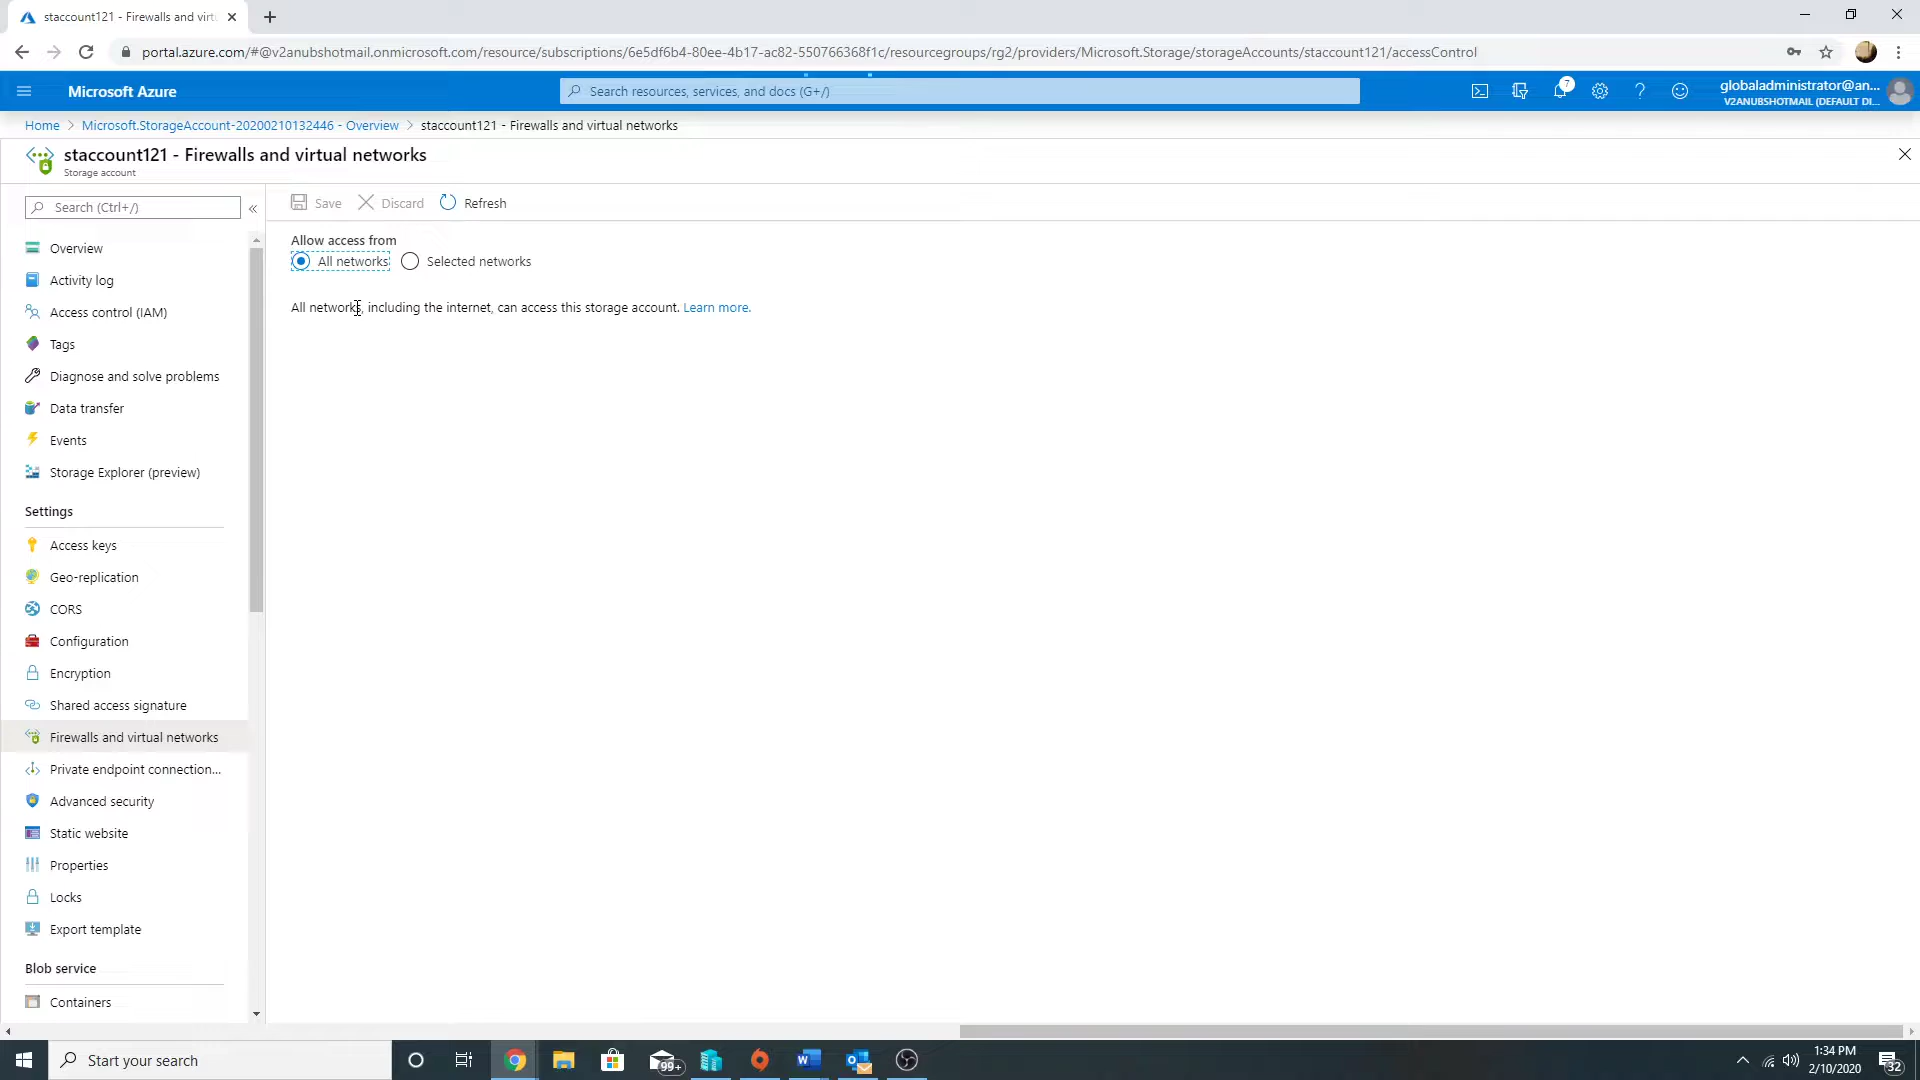 staccount121 - Firewalls and virtu
portal.azure.com/#@v2anubshotmail.onmicrosoft.com/resource/subscriptions/6e5df6b4-80ee-4b17-ac82-550766368f1c/resourcegroups/rg2/providers/Microsoft.Storage/storageAccounts/staccount121/accessControl
Microsoft Azure
Search resources, services, and docs (G+/)
7
globaladministrator@an...
V2ANUBSHOTMAIL (DEFAULT DI...
Home > Microsoft.StorageAccount-20200210132446 - Overview > staccount121 - Firewalls and virtual networks
staccount121 - Firewalls and virtual networks
Storage account
Search (Ctrl+/)
«
Save
Discard
Refresh
Overview
Activity log
Access control (IAM)
Tags
Diagnose and solve problems
Data transfer
Events
Storage Explorer (preview)
Settings
Access keys
Geo-replication
CORS
Configuration
Encryption
Shared access signature
Firewalls and virtual networks
Private endpoint connection...
Advanced security
Static website
Properties
Locks
Export template
Blob service
Containers
Allow access from
All networks
Selected networks
All networks, including the internet, can access this storage account. Learn more.
Start your search
99+
1:34 PM
2/10/2020
32